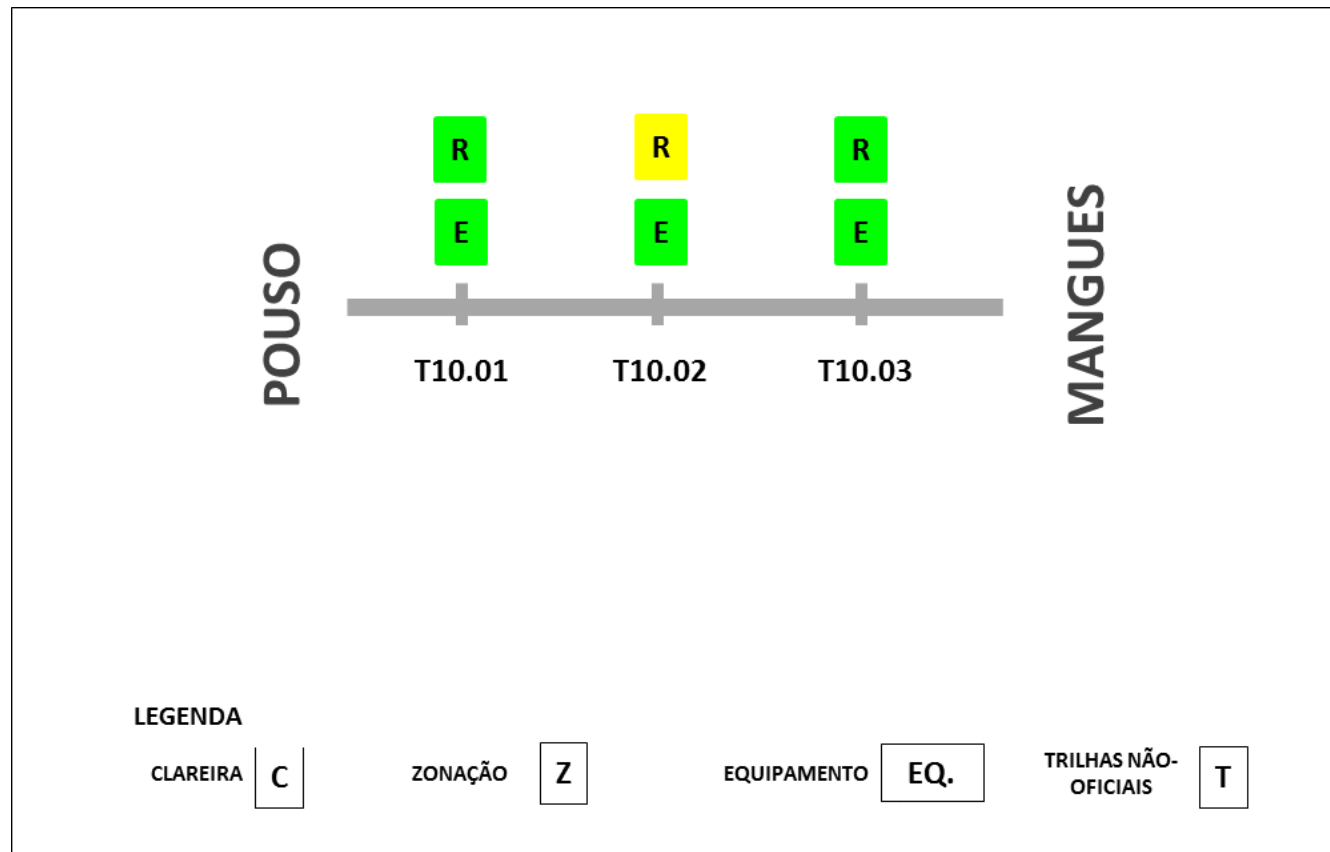 R
R
R
E
E
E
POUSO
MANGUES
T10.01
T10.02
T10.03
LEGENDA
CLAREIRA
C
ZONAÇÃO
Z
EQUIPAMENTO
EQ.
TRILHAS NÃO-
OFICIAIS
T